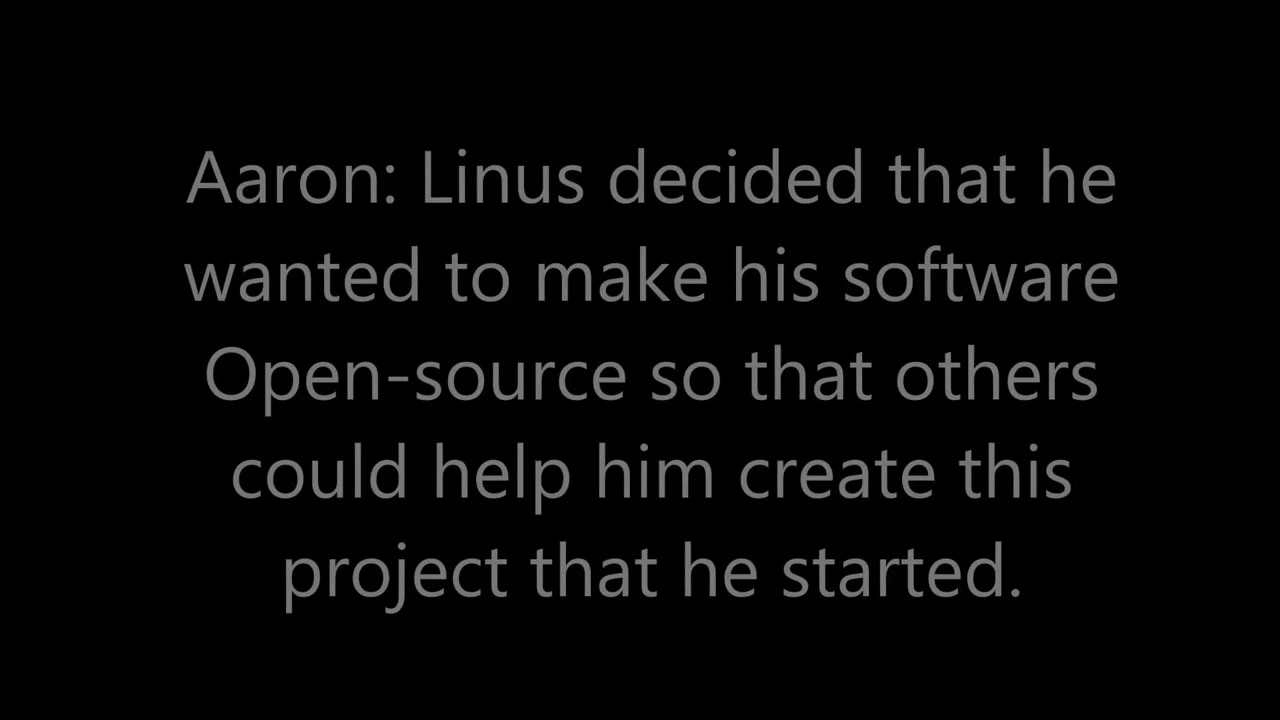 Aaron: Linus decided that he
wanted to make his software
Open-source so that others
could help him create this
project that he started.